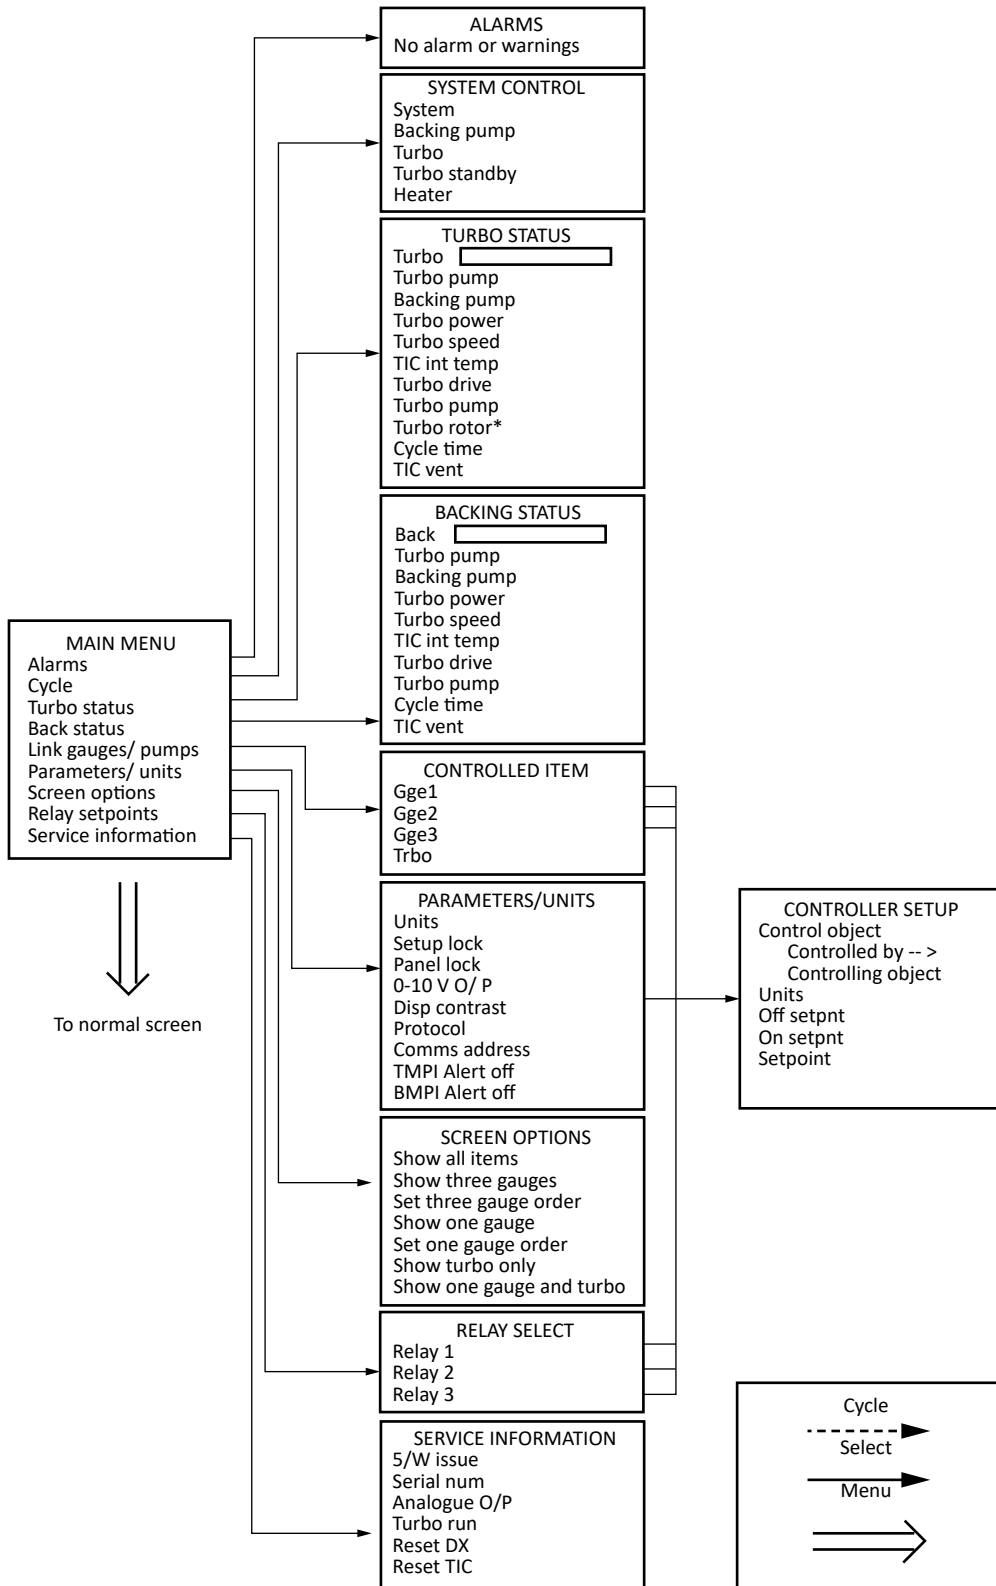 ALARMS
No alarm or warnings
SYSTEM CONTROL
System
Backing pump
Turbo
Turbo standby
Heater
TURBO STATUS
Turbo
Turbo pump
Backing pump
Turbo power
Turbo speed
TIC int temp
Turbo drive
Turbo pump
Turbo rotor*
Cycle time
TIC vent
BACKING STATUS
Back
Turbo pump
Backing pump
Turbo power
Turbo speed
TIC int temp
Turbo drive
Turbo pump
Cycle time
TIC vent
MAIN MENU
Alarms
Cycle
Turbo status
Back status
Link gauges/ pumps
Parameters/ units
Screen options
Relay setpoints
Service information
To normal screen
CONTROLLED ITEM
Gge1
Gge2
Gge3
Trbo
PARAMETERS/UNITS
Units
Setup lock
Panel lock
0-10 V O/ P
Disp contrast
Protocol
Comms address
TMPI Alert off
BMPI Alert off
CONTROLLER SETUP
Control object
Controlled by -- >
Controlling object
Units
Off setpnt
On setpnt
Setpoint
SCREEN OPTIONS
Show all items
Show three gauges
Set three gauge order
Show one gauge
Set one gauge order
Show turbo only
Show one gauge and turbo
RELAY SELECT
Relay 1
Relay 2
Relay 3
SERVICE INFORMATION
5/W issue
Serial num
Analogue O/P
Turbo run
Reset DX
Reset TIC
Cycle
Select
Menu